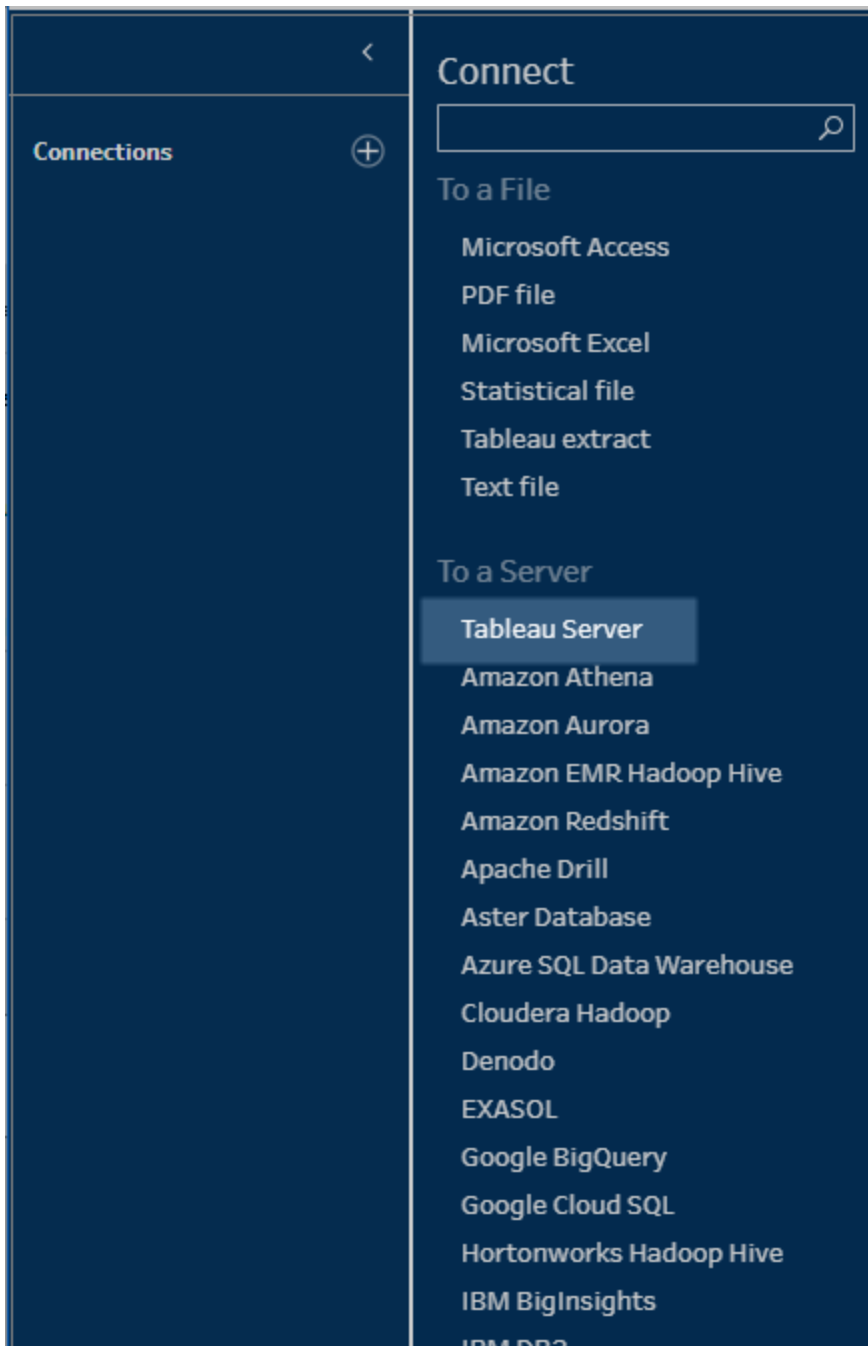 Connections
Connect
To a File
Microsoft Access
PDF file
Microsoft Excel
Statistical file
Tableau extract
Text file
To a Server
Tableau Server
Amazon Athena
Amazon Aurora
Amazon EMR Hadoop Hive
Amazon Redshift
Apache Drill
Aster Database
Azure SQL Data Warehouse
Cloudera Hadoop
Denodo
EXASOL
Google BigQuery
Google Cloud SQL
Hortonworks Hadoop Hive
IBM BigInsights